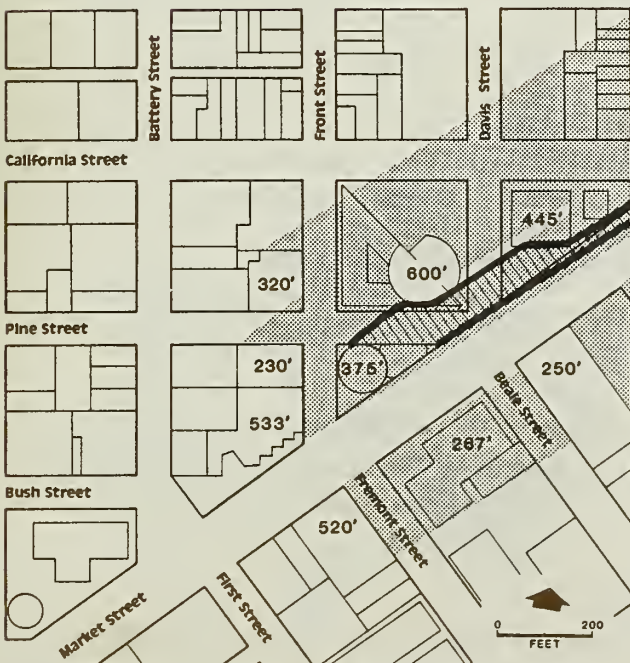 Battery Street
Front Street
Davis Street
California Street
445'
600'
320'
Pine Street
230'
375'
250'
533'
Beale Street
287'
Bush Street
Fremont Street
520'
First Street
Market Street
0 200
FEET